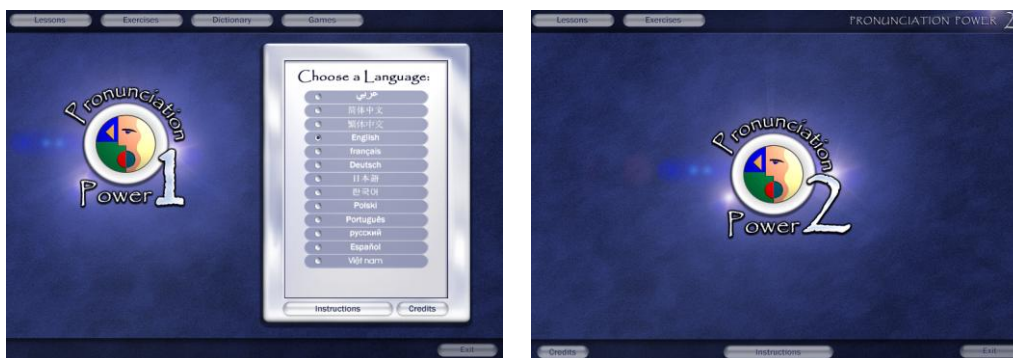 Lessons Exercises Dictionary Games
Pronunciation
Power 1
Choose a Language:
عربي
简体中文
繁体中文
English
français
Deutsch
日本語
한국어
Polski
Português
русский
Español
Việt nam
Instructions Credits
Exit
Lessons Exercises PRONUNCIATION POWER 2
Pronunciation
Power 2
Credits Instructions Exit